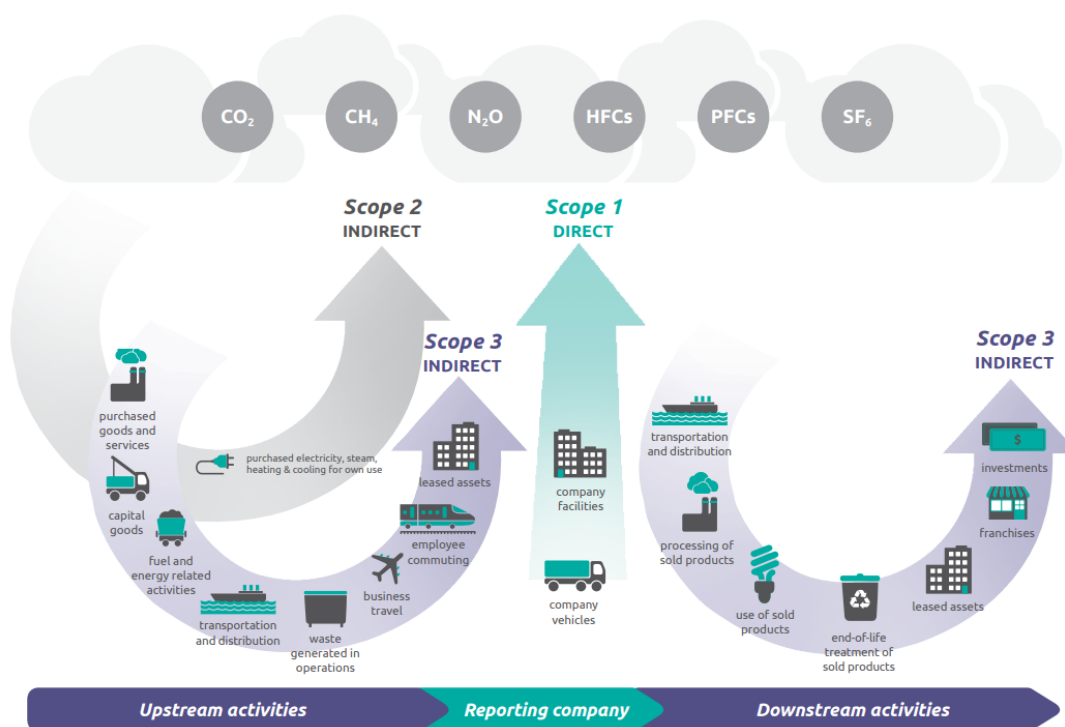 CO₂
CH₄
N₂O
HFCs
PFCs
SF₆
Scope 2
INDIRECT
Scope 1
DIRECT
Scope 3
INDIRECT
Scope 3
INDIRECT
purchased
goods and
services
capital
goods
fuel and
energy related
activities
transportation
and distribution
waste
generated in
operations
business
travel
employee
commuting
leased assets
purchased electricity, steam,
heating & cooling for own use
company
facilities
company
vehicles
transportation
and distribution
processing of
sold products
use of sold
products
end-of-life
treatment of
sold products
leased assets
franchises
$
investments
Upstream activities
Reporting company
Downstream activities